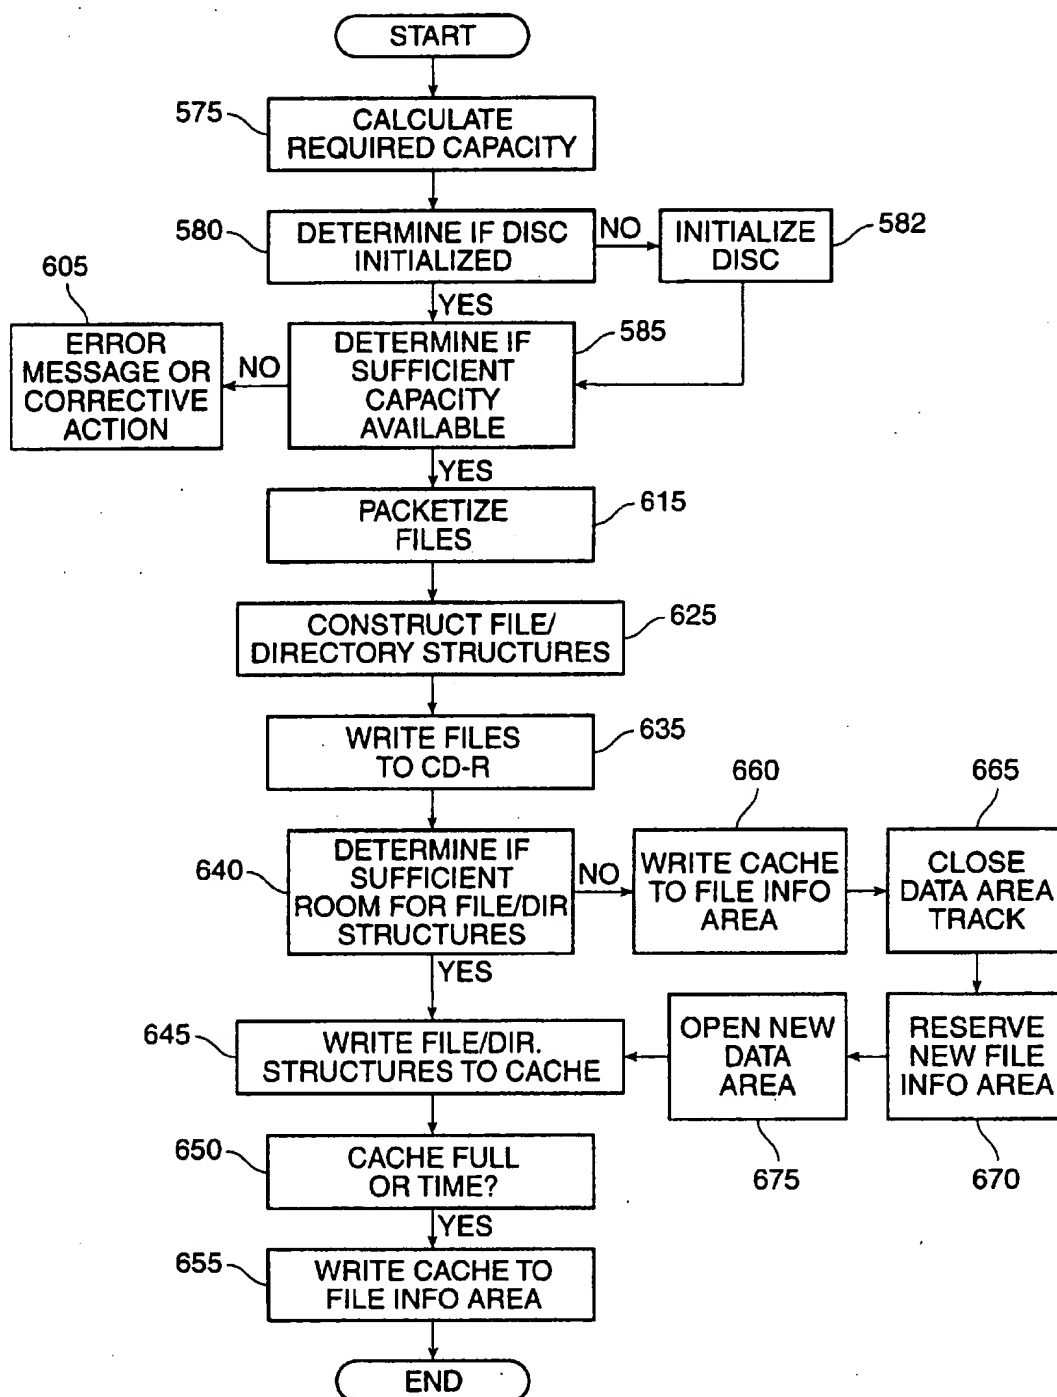 START
575
CALCULATE
REQUIRED CAPACITY
580
DETERMINE IF DISC
INITIALIZED
NO
INITIALIZE
DISC
582
605
YES
ERROR
MESSAGE OR
CORRECTIVE
ACTION
NO
DETERMINE IF
SUFFICIENT
CAPACITY
AVAILABLE
585
YES
PACKETIZE
FILES
615
CONSTRUCT FILE/
DIRECTORY STRUCTURES
625
WRITE FILES
TO CD-R
635
640
DETERMINE IF
SUFFICIENT
ROOM FOR FILE/DIR
STRUCTURES
NO
660
WRITE CACHE
TO FILE INFO
AREA
665
CLOSE
DATA AREA
TRACK
YES
645
WRITE FILE/DIR.
STRUCTURES TO CACHE
OPEN NEW
DATA
AREA
675
RESERVE
NEW FILE
INFO AREA
670
650
CACHE FULL
OR TIME?
YES
655
WRITE CACHE TO
FILE INFO AREA
END